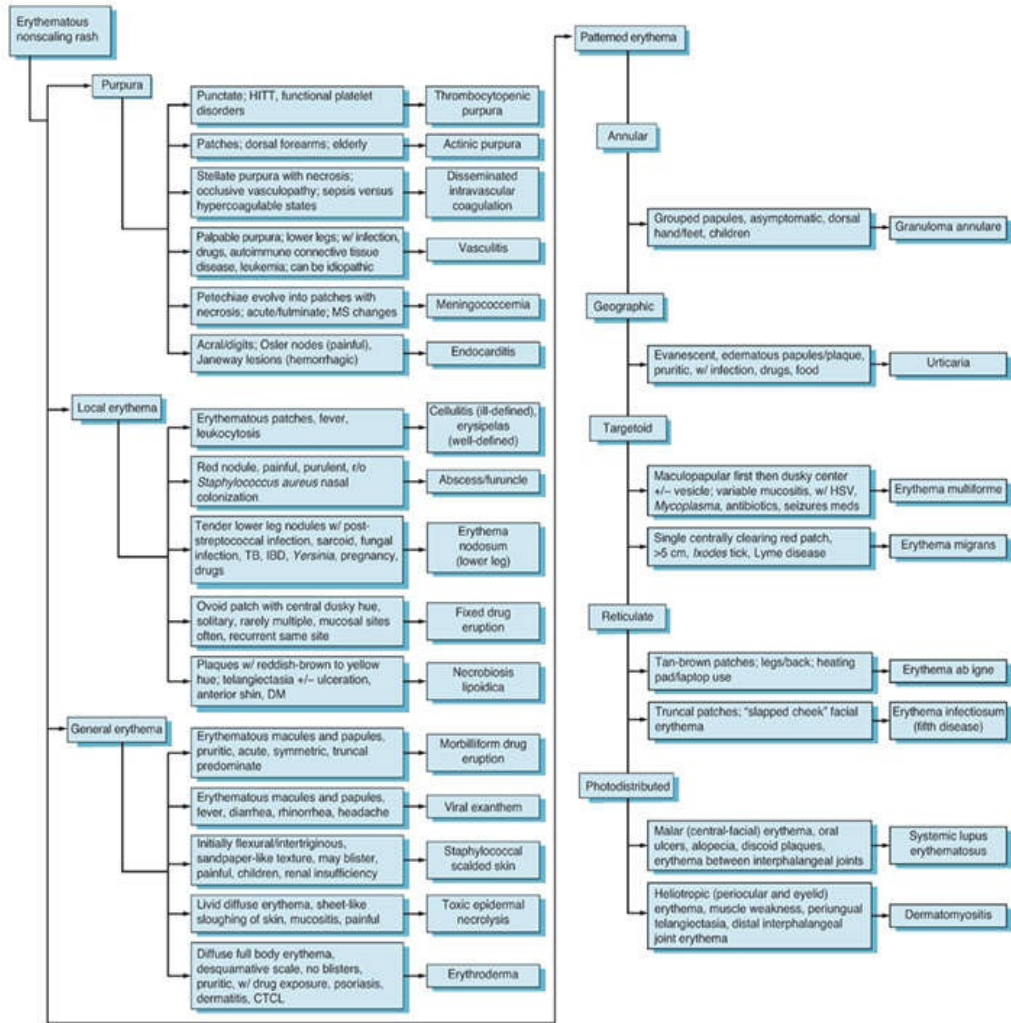 Erythematous
nonscaling rash
Purpura
Punctate; HITT, functional platelet
disorders
Thrombocytopenic
purpura
Patches; dorsal forearms; elderly
Actinic purpura
Stellate purpura with necrosis;
occlusive vasculopathy; sepsis versus
hypercoagulable states
Disseminated
intravascular
coagulation
Palpable purpura; lower legs; w/ infection,
drugs, autoimmune connective tissue
disease, leukemia; can be idiopathic
Vasculitis
Petechiae evolve into patches with
necrosis; acute/fulminate; MS changes
Meningococcemia
Acral/digits; Osler nodes (painful),
Janeway lesions (hemorrhagic)
Endocarditis
Local erythema
Erythematous patches, fever,
leukocytosis
Cellulitis (ill-defined),
erysipelas
(well-defined)
Red nodule, painful, purulent, r/o
Staphylococcus aureus nasal
colonization
Abscess/furuncle
Tender lower leg nodules w/ post-
streptococcal infection, sarcoid, fungal
infection, TB, IBD, Yersinia, pregnancy,
drugs
Erythema
nodosum
(lower leg)
Ovoid patch with central dusky hue,
solitary, rarely multiple, mucosal sites
often, recurrent same site
Fixed drug
eruption
Plaques w/ reddish-brown to yellow
hue; telangiectasia +/– ulceration,
anterior shin, DM
Necrobiosis
lipoidica
General erythema
Erythematous macules and papules,
pruritic, acute, symmetric, truncal
predominate
Morbilliform drug
eruption
Erythematous macules and papules,
fever, diarrhea, rhinorrhea, headache
Viral exanthem
Initially flexural/intertriginous,
sandpaper-like texture, may blister,
painful, children, renal insufficiency
Staphylococcal
scalded skin
Livid diffuse erythema, sheet-like
sloughing of skin, mucositis, painful
Toxic epidermal
necrolysis
Diffuse full body erythema,
desquamative scale, no blisters,
pruritic, w/ drug exposure, psoriasis,
dermatitis, CTCL
Erythroderma
Patterned erythema
Annular
Grouped papules, asymptomatic, dorsal
hand/feet, children
Granuloma annulare
Geographic
Evanescent, edematous papules/plaque,
pruritic, w/ infection, drugs, food
Urticaria
Targetoid
Maculopapular first then dusky center
+/– vesicle; variable mucositis, w/ HSV,
Mycoplasma, antibiotics, seizures meds
Erythema multiforme
Single centrally clearing red patch,
>5 cm, Ixodes tick, Lyme disease
Erythema migrans
Reticulate
Tan-brown patches; legs/back; heating
pad/laptop use
Erythema ab igne
Truncal patches; “slapped cheek” facial
erythema
Erythema infectiosum
(fifth disease)
Photodistributed
Malar (central-facial) erythema, oral
ulcers, alopecia, discoid plaques,
erythema between interphalangeal joints
Systemic lupus
erythematosus
Heliotropic (periocular and eyelid)
erythema, muscle weakness, periungual
telangiectasia, distal interphalangeal
joint erythema
Dermatomyositis